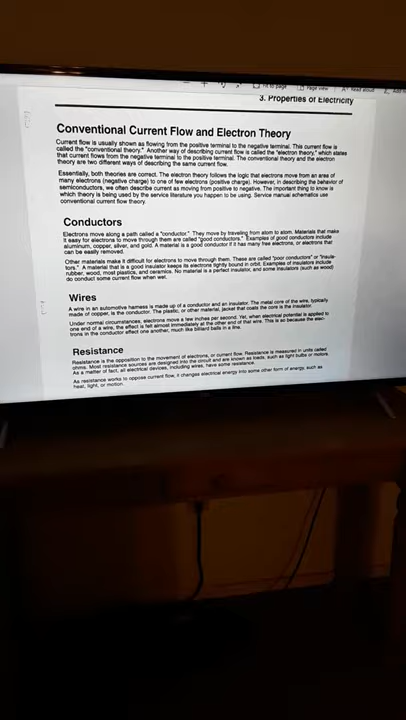 Fit to page
Page view
Read aloud
3. Properties of Electricity
Conventional Current Flow and Electron Theory
Current flow is usually shown as flowing from the positive terminal to the negative terminal. This current flow is
called the "conventional theory." Another way of describing current flow is called the "electron theory," which states
that current flows from the negative terminal to the positive terminal. The conventional theory and the electron
theory are two different ways of describing the same current flow.
Essentially, both theories are correct. The electron theory follows the logic that electrons move from an area of
many electrons (negative charge) to one of few electrons (positive charge). However, in describing the behavior of
semiconductors, we often describe current as moving from positive to negative. The important thing to know is
which theory is being used by the service literature you happen to be using. Service manual schematics use
conventional current flow theory.
Conductors
Electrons move along a path called a "conductor." They move by traveling from atom to atom. Materials that make
it easy for electrons to move through them are called "good conductors." Examples of good conductors include
aluminum, copper, silver, and gold. A material is a good conductor if it has many free electrons, or electrons that
can be easily removed.
Other materials make it difficult for electrons to move through them. These are called "poor conductors" or "insula-
tors." A material that is a good insulator keeps its electrons tightly bound in orbit. Examples of insulators include
rubber, wood, most plastics, and ceramics. No material is a perfect insulator, and some insulators (such as wood)
do conduct some current flow when wet.
Wires
A wire in an automotive harness is made up of a conductor and an insulator. The metal core of the wire, typically
made of copper, is the conductor. The plastic, or other material, jacket that coats the core is the insulator.
Under normal circumstances, electrons move a few inches per second. Yet, when electrical potential is applied to
one end of a wire, the effect is felt almost immediately at the other end of that wire. This is so because the elec-
trons in the conductor effect one another, much like billiard balls in a line.
Resistance
Resistance is the opposition to the movement of electrons, or current flow. Resistance is measured in units called
ohms. Most resistance sources are designed into the circuit and are known as loads, such as light bulbs or motors.
As a matter of fact, all electrical devices, including wires, have some resistance.
As resistance works to oppose current flow, it changes electrical energy into some other form of energy, such as
heat, light, or motion.